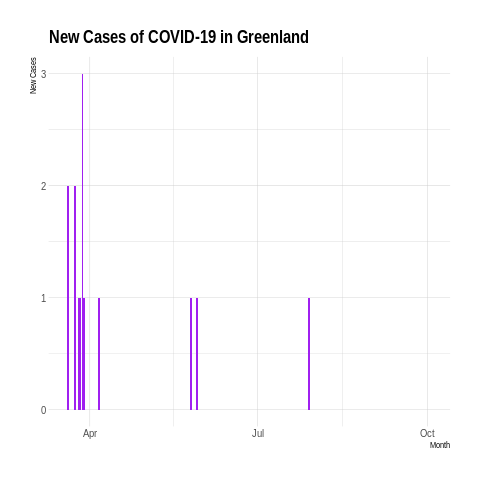 New Cases of COVID-19 in Greenland
New Cases
3
2
1
0
Apr
Jul
Oct
Month